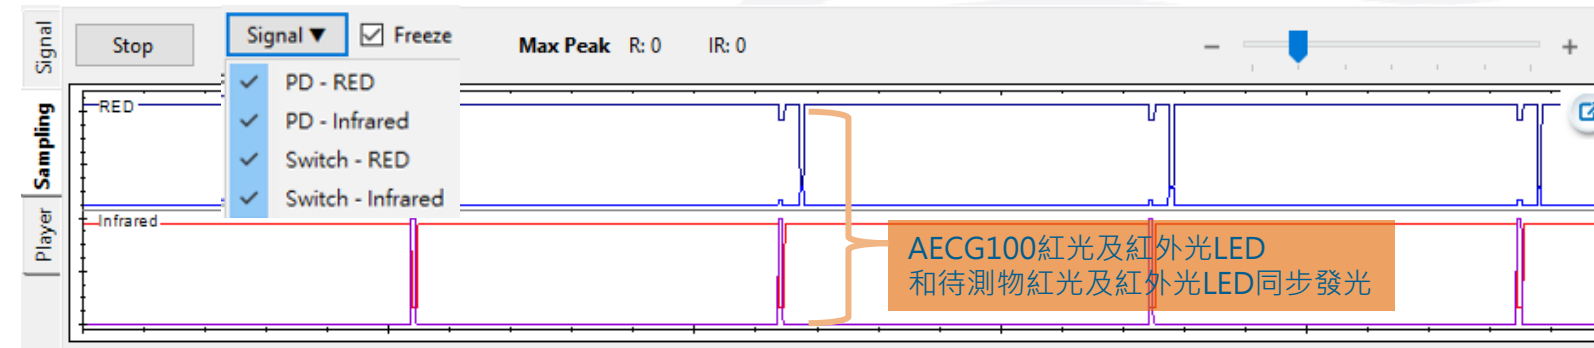 Signal
Sampling
Player
Stop
Signal ▼
Freeze
Max Peak R: 0 IR: 0
− +
PD - RED
PD - Infrared
Switch - RED
Switch - Infrared
RED
Infrared
AECG100紅光及紅外光LED
和待測物紅光及紅外光LED同步發光